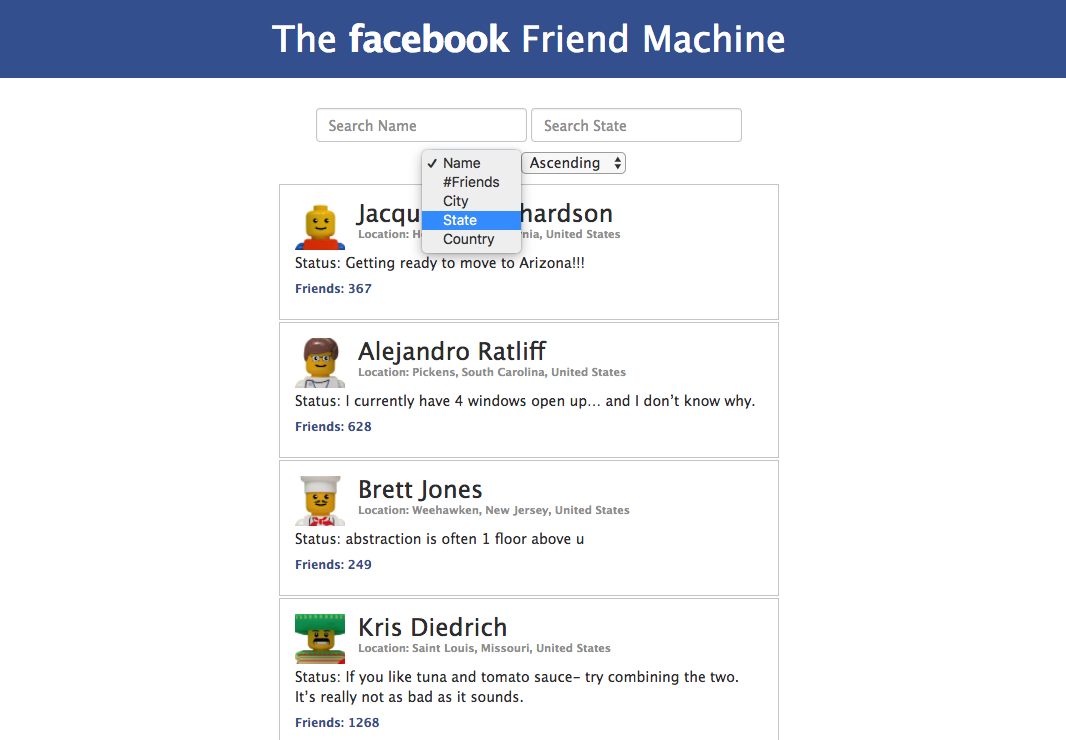 The facebook Friend Machine
Search Name
Search State
✓ Name
#Friends
City
State
Country
Ascending
hardson
Location: nia, United States
Status: Getting ready to move to Arizona!!!
Friends: 367
Alejandro Ratliff
Location: Pickens, South Carolina, United States
Status: I currently have 4 windows open up... and I don’t know why.
Friends: 628
Brett Jones
Location: Weehawken, New Jersey, United States
Status: abstraction is often 1 floor above u
Friends: 249
Kris Diedrich
Location: Saint Louis, Missouri, United States
Status: If you like tuna and tomato sauce– try combining the two.
It’s really not as bad as it sounds.
Friends: 1268